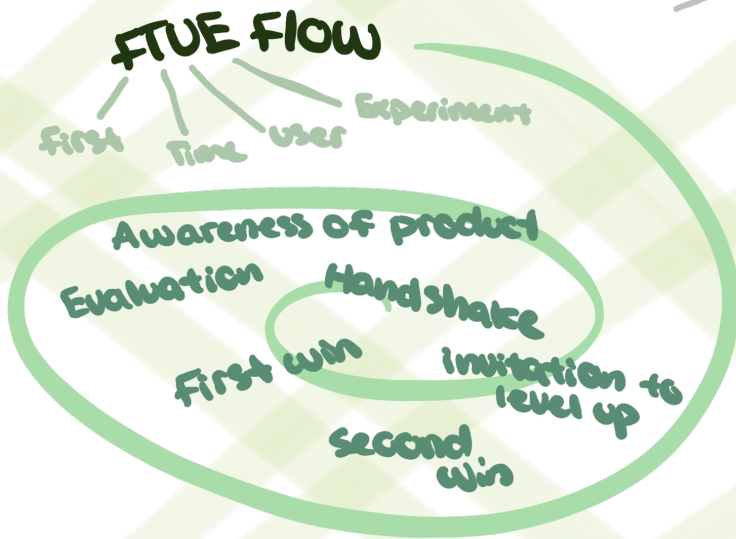 FTUE Flow
First Time User Experiment
Awareness of product
Evaluation
Handshake
First win
invitation to
level up
second
win